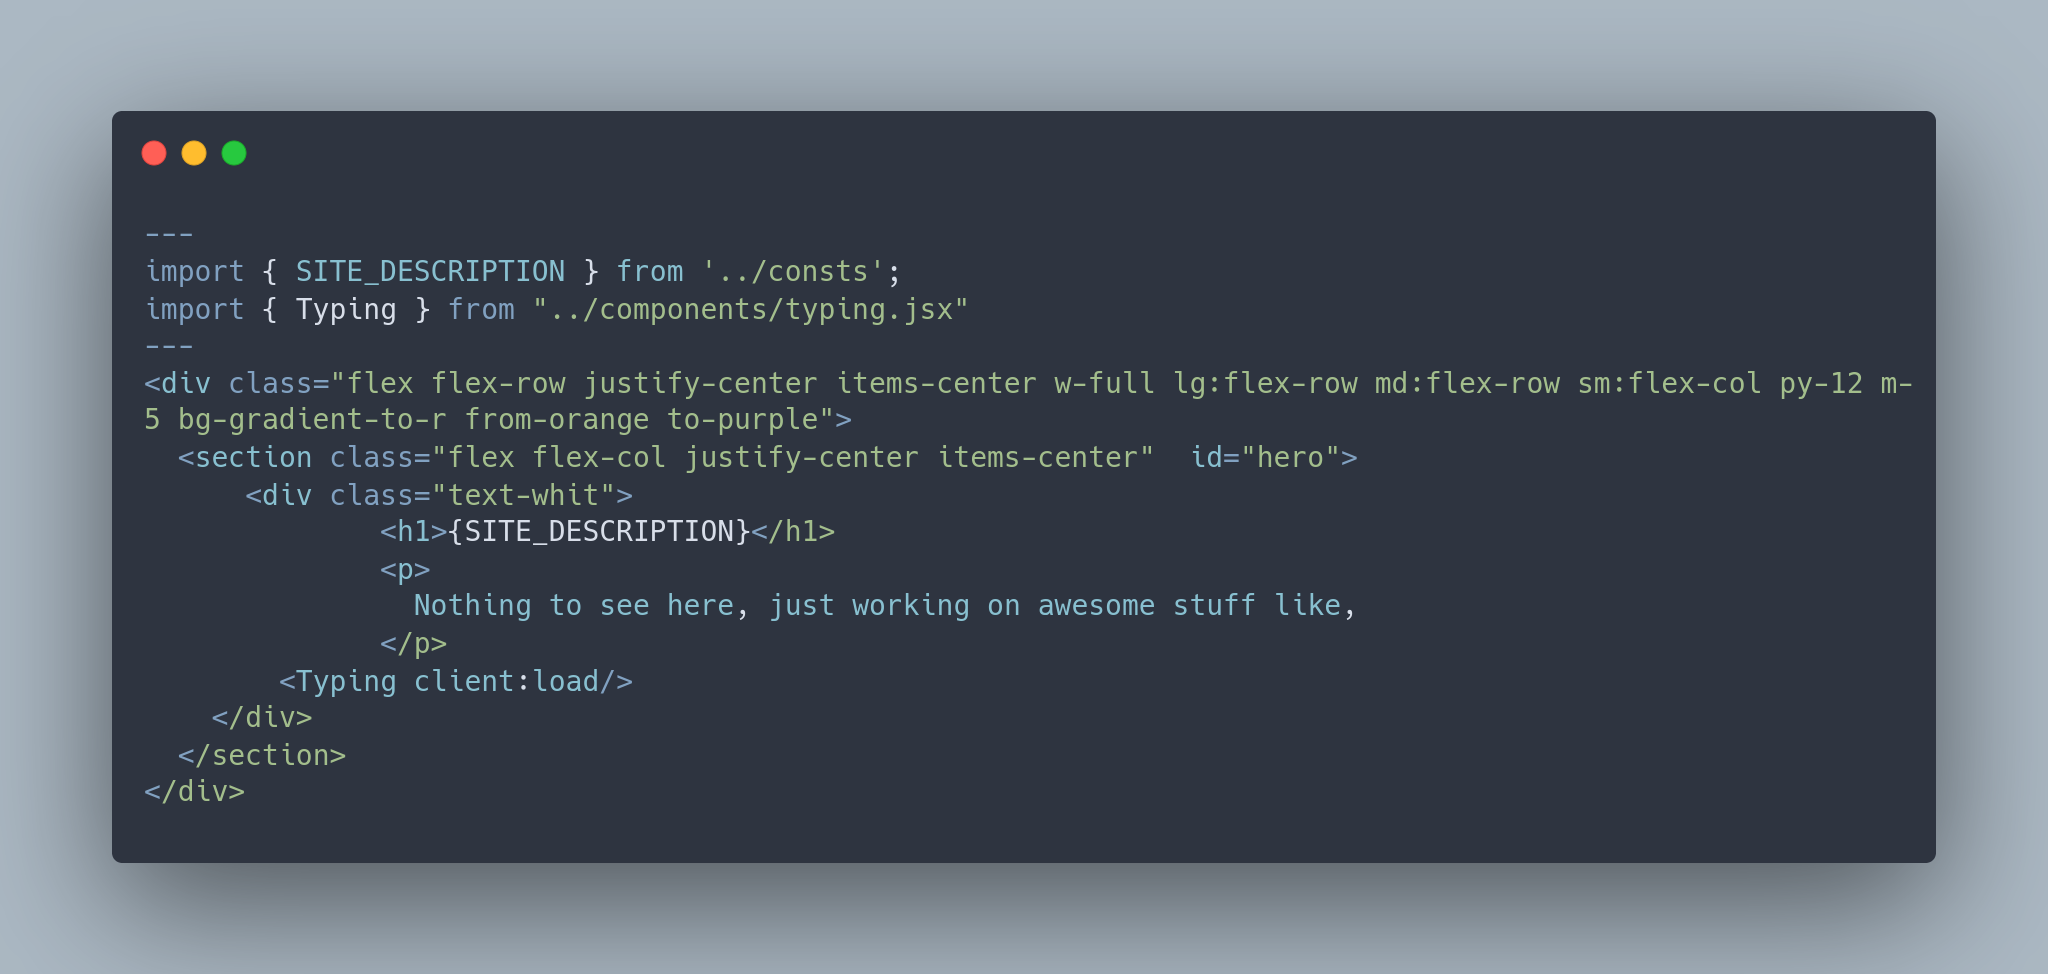 ---
import { SITE_DESCRIPTION } from '../consts';
import { Typing } from "../components/typing.jsx"
---
<div class="flex flex-row justify-center items-center w-full lg:flex-row md:flex-row sm:flex-col py-12 m-
5 bg-gradient-to-r from-orange to-purple">
  <section class="flex flex-col justify-center items-center"  id="hero">
      <div class="text-whit">
              <h1>{SITE_DESCRIPTION}</h1>
              <p>
                Nothing to see here, just working on awesome stuff like,
              </p>
        <Typing client:load/>
    </div>
  </section>
</div>